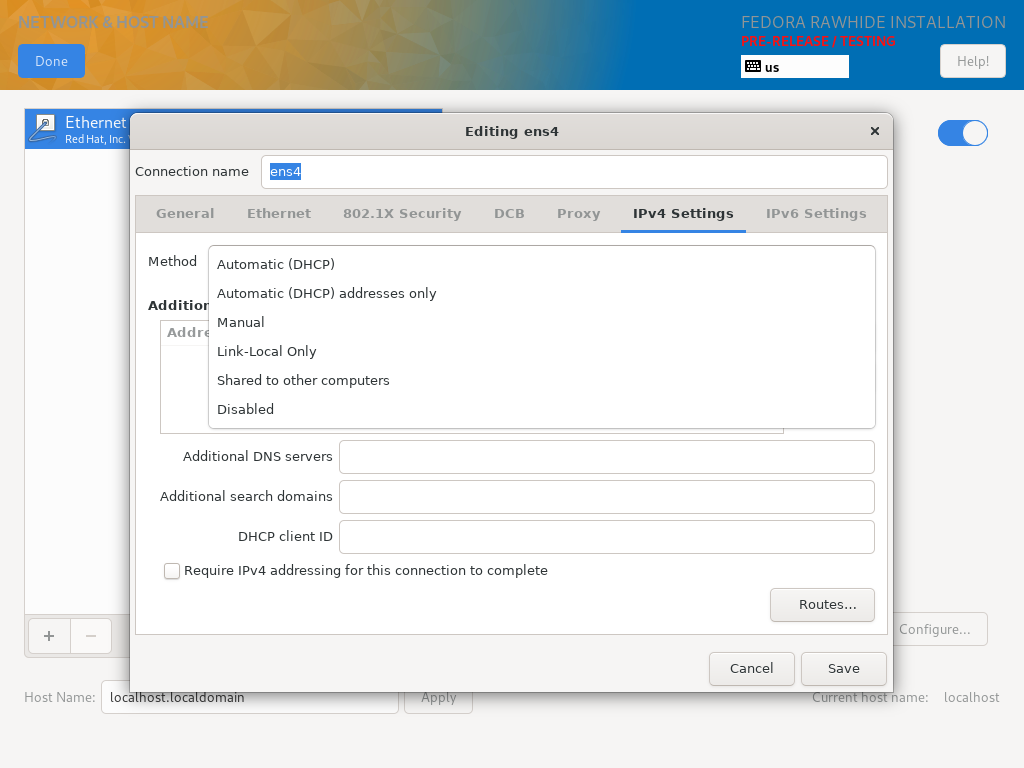 NETWORK & HOST NAME
FEDORA RAWHIDE INSTALLATION
PRE-RELEASE / TESTING
Done
us
Help!
Ethernet
Red Hat, Inc.
Editing ens4
Connection name
ens4
General
Ethernet
802.1X Security
DCB
Proxy
IPv4 Settings
IPv6 Settings
Method
Automatic (DHCP)
Automatic (DHCP) addresses only
Manual
Link-Local Only
Shared to other computers
Disabled
Additional DNS servers
Additional search domains
DHCP client ID
Require IPv4 addressing for this connection to complete
Routes...
Configure...
Cancel
Save
Host Name:
localhost.localdomain
Apply
Current host name:
localhost